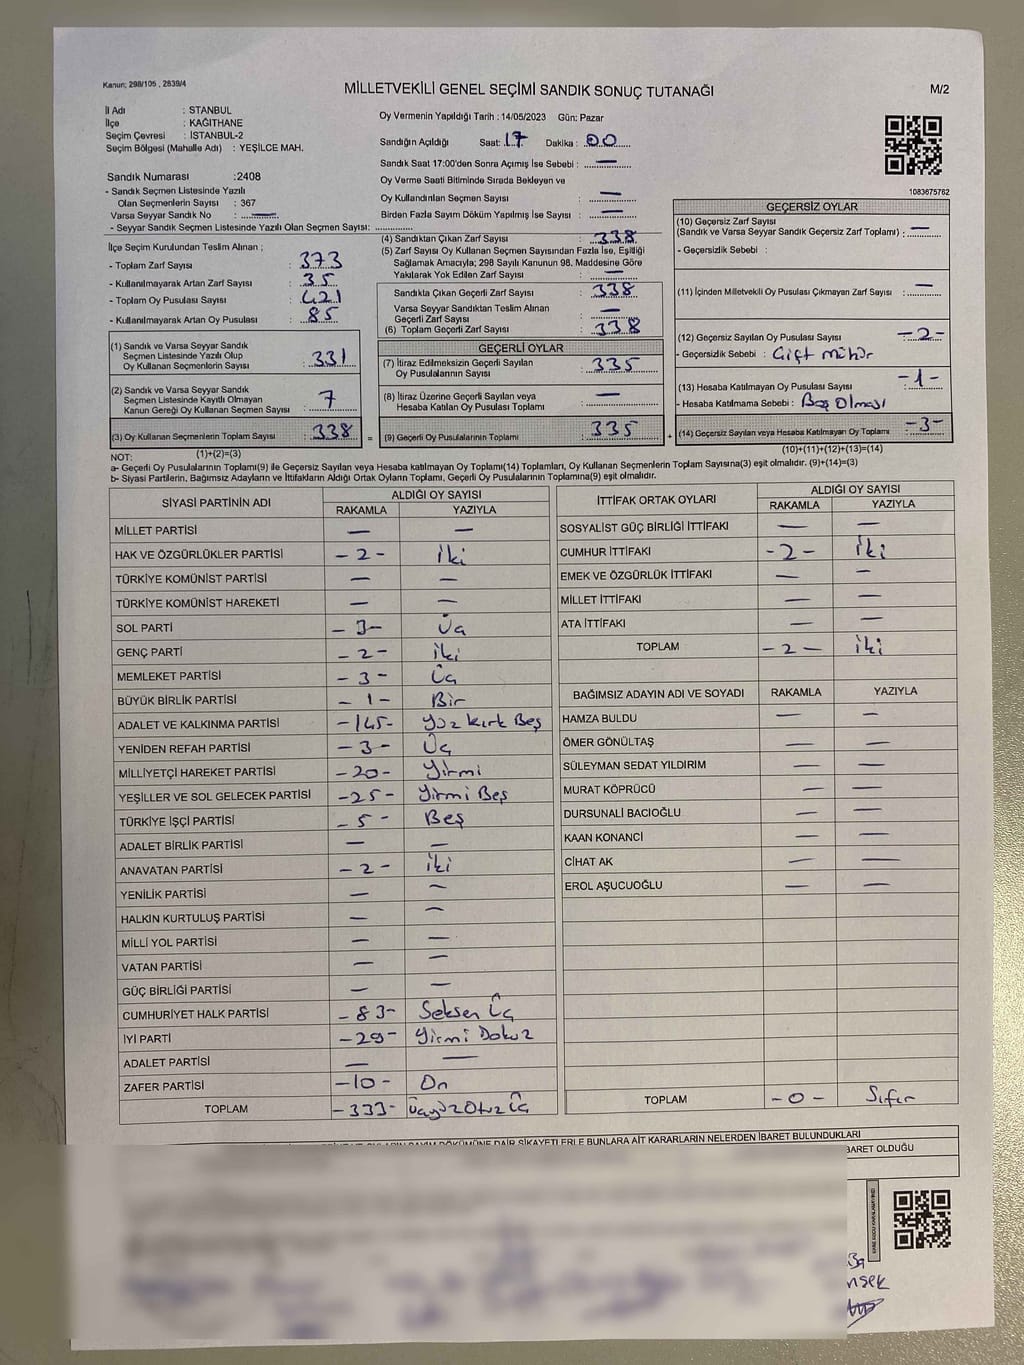 Kanun; 298/105 , 2839/4
MİLLETVEKİLİ GENEL SEÇİMİ SANDIK SONUÇ TUTANAĞI
M/2
İl Adı : STANBUL
İlçe : KAĞITHANE
Seçim Çevresi : İSTANBUL-2
Seçim Bölgesi (Mahalle Adı) : YEŞİLCE MAH.
Sandık Numarası :2408
- Sandık Seçmen Listesinde Yazılı
Olan Seçmenlerin Sayısı : 367
Varsa Seyyar Sandık No : —
- Seyyar Sandık Seçmen Listesinde Yazılı Olan Seçmen Sayısı:
Oy Vermenin Yapıldığı Tarih : 14/05/2023 Gün: Pazar
Sandığın Açıldığı Saat: 17 Dakika : 00
Sandık Saat 17:00'den Sonra Açımış İse Sebebi : —
Oy Verme Saati Bitiminde Sırada Bekleyen ve
Oy Kullandırılan Seçmen Sayısı : —
Birden Fazla Sayım Döküm Yapılmış İse Sayısı : —
1083675762
İlçe Seçim Kurulundan Teslim Alınan ;
- Toplam Zarf Sayısı : 373
- Kullanılmayarak Artan Zarf Sayısı : 35
- Toplam Oy Pusulası Sayısı : 421
- Kullanılmayarak Artan Oy Pusulası : 85
(1) Sandık ve Varsa Seyyar Sandık
Seçmen Listesinde Yazılı Olup
Oy Kullanan Seçmenlerin Sayısı : 331
(2) Sandık ve Varsa Seyyar Sandık
Seçmen Listesinde Kayıtlı Olmayan
Kanun Gereği Oy Kullanan Seçmen Sayısı : 7
(3) Oy Kullanan Seçmenlerin Toplam Sayısı : 338 =
(1)+(2)=(3)
(4) Sandıktan Çıkan Zarf Sayısı : 338
(5) Zarf Sayısı Oy Kullanan Seçmen Sayısından Fazla İse, Eşitliği
Sağlamak Amacıyla; 298 Sayılı Kanunun 98. Maddesine Göre
Yakılarak Yok Edilen Zarf Sayısı : —
Sandıkta Çıkan Geçerli Zarf Sayısı : 338
Varsa Seyyar Sandıktan Teslim Alınan
Geçerli Zarf Sayısı : —
(6) Toplam Geçerli Zarf Sayısı : 338
GEÇERLİ OYLAR
(7) İtiraz Edilmeksizin Geçerli Sayılan
Oy Pusulalarının Sayısı : 335
(8) İtiraz Üzerine Geçerli Sayılan veya
Hesaba Katılan Oy Pusulaları Toplamı : —
(9) Geçerli Oy Pusulalarının Toplamı : 335 +
GEÇERSİZ OYLAR
(10) Geçersiz Zarf Sayısı
(Sandık ve Varsa Seyyar Sandık Geçersiz Zarf Toplamı) : —
- Geçersizlik Sebebi :
(11) İçinden Milletvekili Oy Pusulası Çıkmayan Zarf Sayısı : —
(12) Geçersiz Sayılan Oy Pusulası Sayısı : -2-
- Geçersizlik Sebebi : Çift mühür
(13) Hesaba Katılmayan Oy Pusulası Sayısı : -1-
- Hesaba Katılmama Sebebi : Boş Olması
(14) Geçersiz Sayılan veya Hesaba Katılmayan Oy Toplamı : -3-
(10)+(11)+(12)+(13)=(14)
NOT:
a- Geçerli Oy Pusulalarının Toplamı(9) ile Geçersiz Sayılan veya Hesaba katılmayan Oy Toplamı(14) Toplamları, Oy Kullanan Seçmenlerin Toplam Sayısına(3) eşit olmalıdır. (9)+(14)=(3)
b- Siyasi Partilerin, Bağımsız Adayların ve İttifakların Aldığı Ortak Oyların Toplamı, Geçerli Oy Pusulalarının Toplamına(9) eşit olmalıdır.
SİYASİ PARTİNİN ADI ALDIĞI OY SAYISI
RAKAMLA YAZIYLA
MİLLET PARTİSİ — —
HAK VE ÖZGÜRLÜKLER PARTİSİ -2- İki
TÜRKİYE KOMÜNİST PARTİSİ — —
TÜRKİYE KOMÜNİST HAREKETİ — —
SOL PARTİ -3- Üç
GENÇ PARTİ -2- İki
MEMLEKET PARTİSİ -3- Üç
BÜYÜK BİRLİK PARTİSİ -1- Bir
ADALET VE KALKINMA PARTİSİ -145- Yüz kırk Beş
YENİDEN REFAH PARTİSİ -3- Üç
MİLLİYETÇİ HAREKET PARTİSİ -20- Yirmi
YEŞİLLER VE SOL GELECEK PARTİSİ -25- Yirmi Beş
TÜRKİYE İŞÇİ PARTİSİ -5- Beş
ADALET BİRLİK PARTİSİ — —
ANAVATAN PARTİSİ -2- İki
YENİLİK PARTİSİ — —
HALKIN KURTULUŞ PARTİSİ — —
MİLLİ YOL PARTİSİ — —
VATAN PARTİSİ — —
GÜÇ BİRLİĞİ PARTİSİ — —
CUMHURİYET HALK PARTİSİ -83- Seksen Üç
İYİ PARTİ -29- Yirmi Dokuz
ADALET PARTİSİ — —
ZAFER PARTİSİ -10- On
TOPLAM -333- Üçyüz Otuz Üç
İTTİFAK ORTAK OYLARI ALDIĞI OY SAYISI
RAKAMLA YAZIYLA
SOSYALİST GÜÇ BİRLİĞİ İTTİFAKI — —
CUMHUR İTTİFAKI -2- İki
EMEK VE ÖZGÜRLÜK İTTİFAKI — —
MİLLET İTTİFAKI — —
ATA İTTİFAKI — —
TOPLAM -2- İki
BAĞIMSIZ ADAYIN ADI VE SOYADI RAKAMLA YAZIYLA
HAMZA BULDU — —
ÖMER GÖNÜLTAŞ — —
SÜLEYMAN SEDAT YILDIRIM — —
MURAT KÖPRÜCÜ — —
DURSUNALİ BACIOĞLU — —
KAAN KONANCİ — —
CİHAT AK — —
EROL AŞUCUOĞLU — —
TOPLAM -0- Sıfır
SAYIM DÖKÜMÜNE DAİR ŞİKAYETLERLE BUNLARA AİT KARARLARIN NELERDEN İBARET BULUNDUKLARI
BARET OLDUĞU